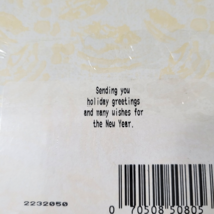 Sending you
holiday greetings
and many wishes for
the New Year.
2232050
0 70508 50805